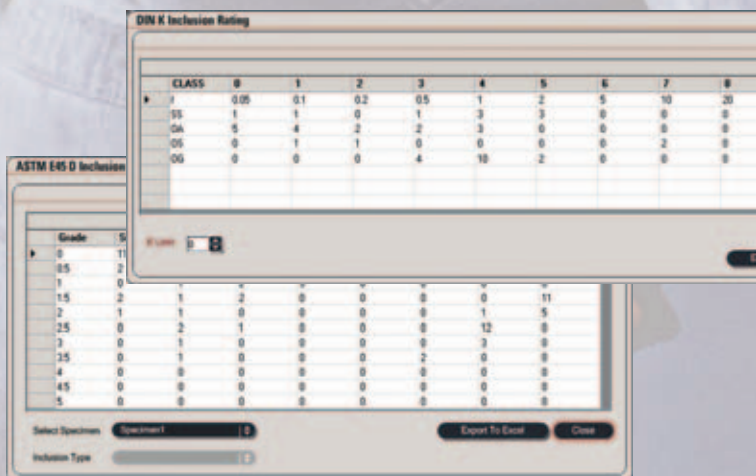 DIN K Inclusion Rating
CLASS 0 1 2 3 4 5 6 7 8
f 0.05 0.1 0.2 0.5 1 2 5 10 20
SS 1 1 0 1 3 3 0 0 0
OA 5 4 2 2 3 0 0 0 0
OS 0 1 1 0 0 0 0 2 0
OG 0 0 0 4 10 2 0 0 0
K Limit 0
ASTM E45 D Inclusion
Grade S
0 11
0.5 2
1 0
1.5 2 1 2 0 0 0 0 11
2 1 1 0 0 0 0 1 5
2.5 0 2 1 0 0 0 12 0
3 0 1 0 0 0 0 3 0
3.5 0 1 0 0 0 2 0 0
4 0 0 0 0 0 0 0 0
4.5 0 0 0 0 0 0 0 0
5 0 0 0 0 0 0 0 0
Select Specimen Specimen1 Export To Excel Close
Inclusion Type